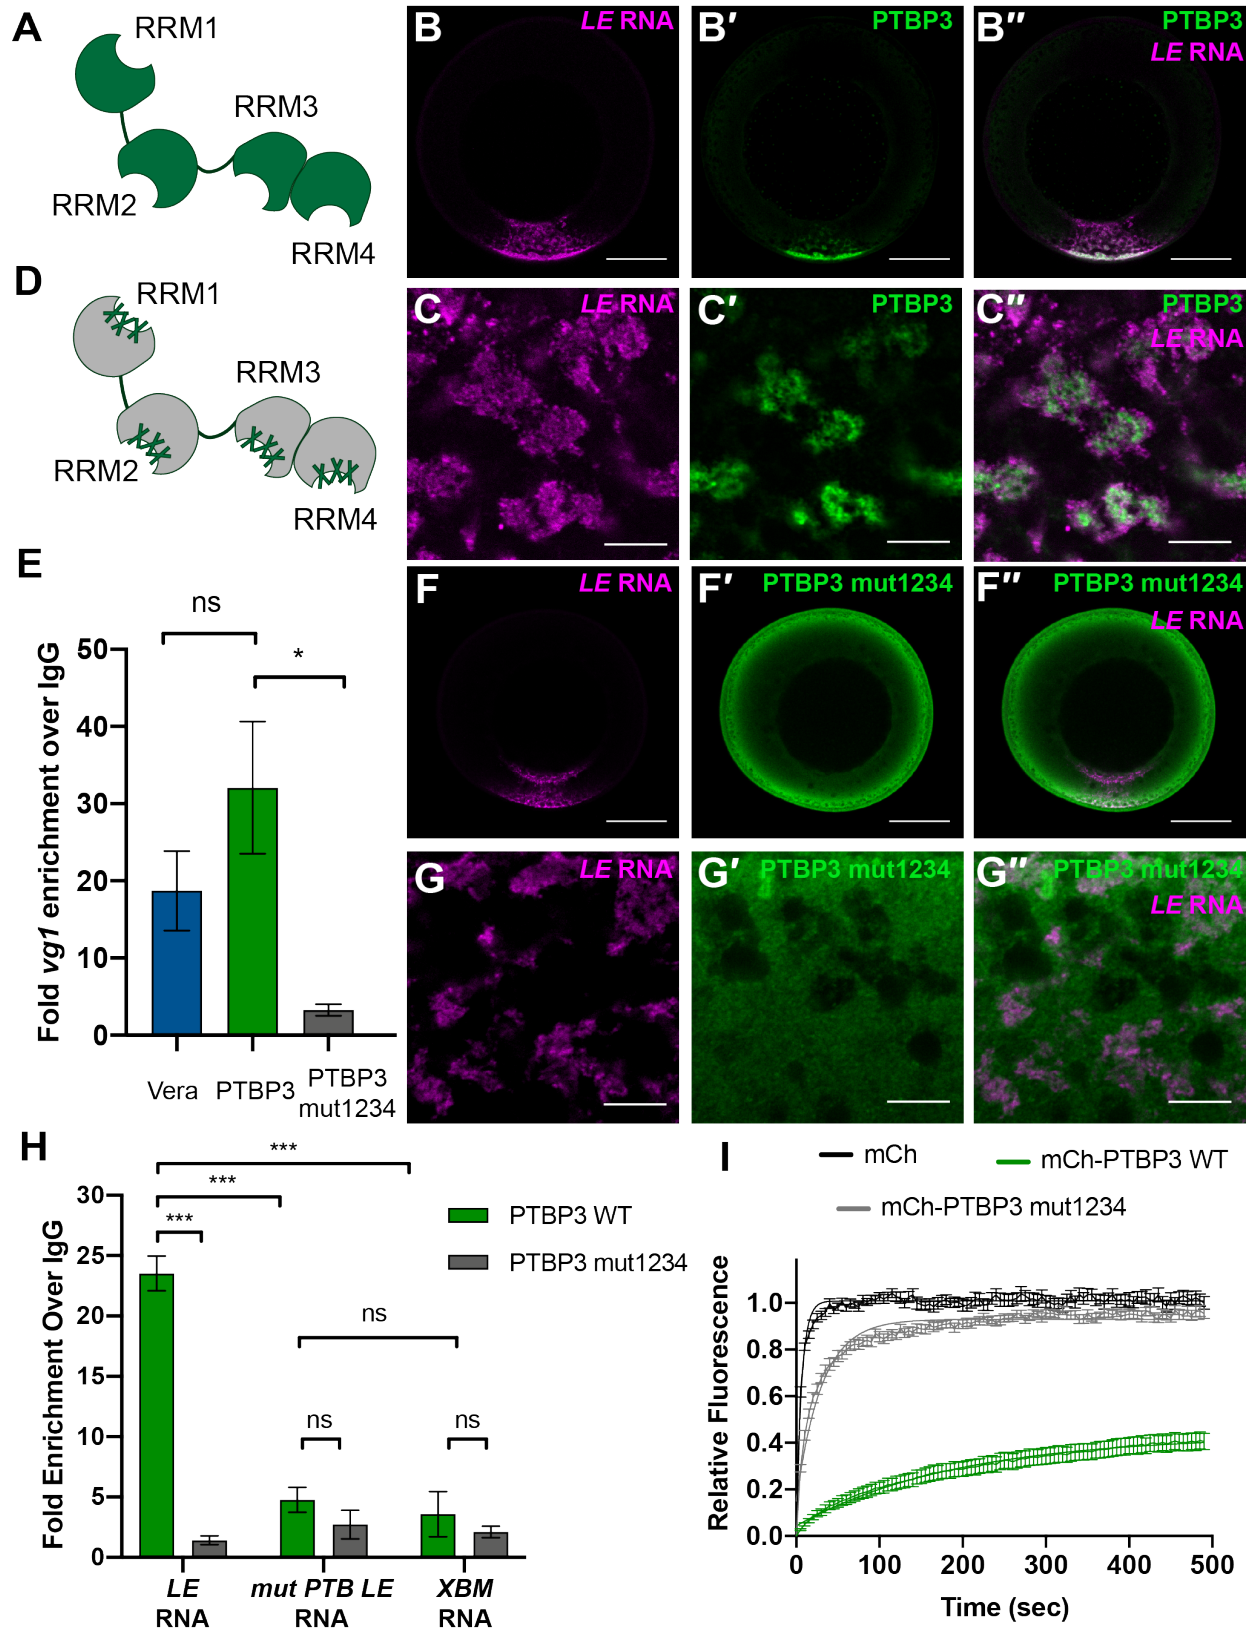 A
RRM1
RRM3
RRM2
RRM4
B
LE RNA
B′
PTBP3
B″
PTBP3
LE RNA
C
LE RNA
C′
PTBP3
C″
PTBP3
LE RNA
D
RRM1
RRM3
RRM2
RRM4
E
ns
*
Fold vg1 enrichment over IgG
50
40
30
20
10
0
Vera
PTBP3
PTBP3
mut1234
F
LE RNA
F′
PTBP3 mut1234
F″
PTBP3 mut1234
LE RNA
G
LE RNA
G′
PTBP3 mut1234
G″
PTBP3 mut1234
LE RNA
H
***
***
***
ns
ns
ns
PTBP3 WT
PTBP3 mut1234
Fold Enrichment Over IgG
30
25
20
15
10
5
0
LE
RNA
mut PTB LE
RNA
XBM
RNA
I
mCh
mCh-PTBP3 WT
mCh-PTBP3 mut1234
Relative Fluorescence
1.0
0.8
0.6
0.4
0.2
0.0
0
100
200
300
400
500
Time (sec)